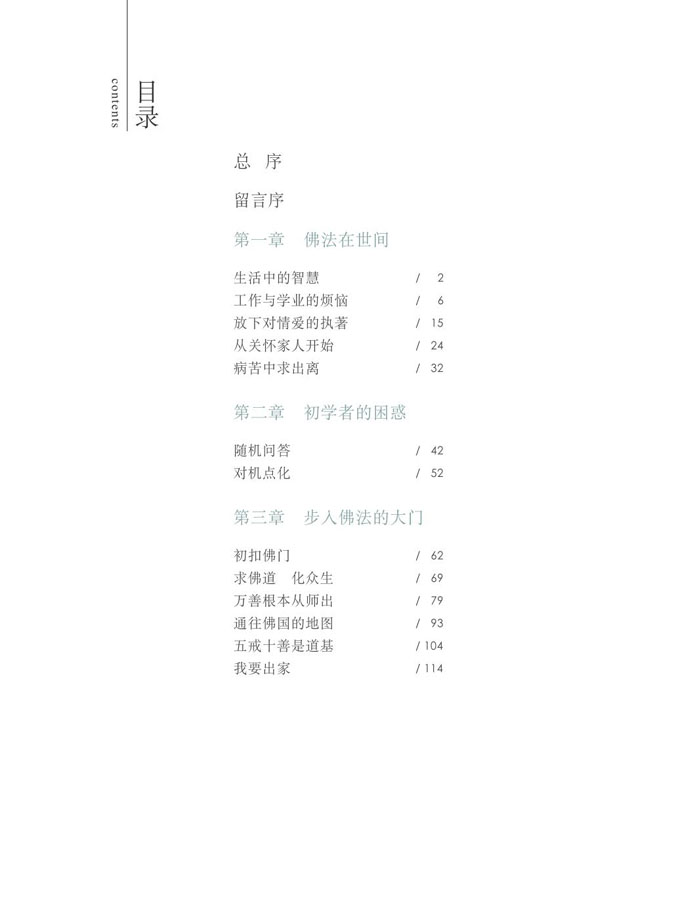 目录
contents
总 序
留言序
第一章 佛法在世间
生活中的智慧 / 2
工作与学业的烦恼 / 6
放下对情爱的执著 / 15
从关怀家人开始 / 24
病苦中求出离 / 32
第二章 初学者的困惑
随机问答 / 42
对机点化 / 52
第三章 步入佛法的大门
初扣佛门 / 62
求佛道 化众生 / 69
万善根本从师出 / 79
通往佛国的地图 / 93
五戒十善是道基 / 104
我要出家 / 114